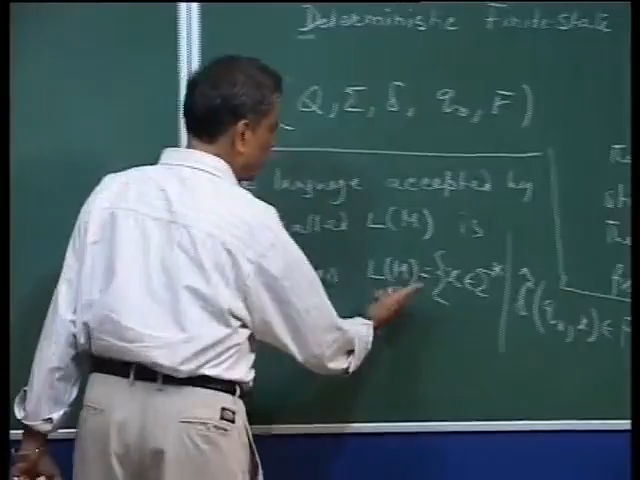 Deterministic Finite-State
Q, Σ, δ, q₀, F)
language accepted by
called L(M) is
L(M) = {x ∈ Σ* | δ̂(q₀, x) ∈ F